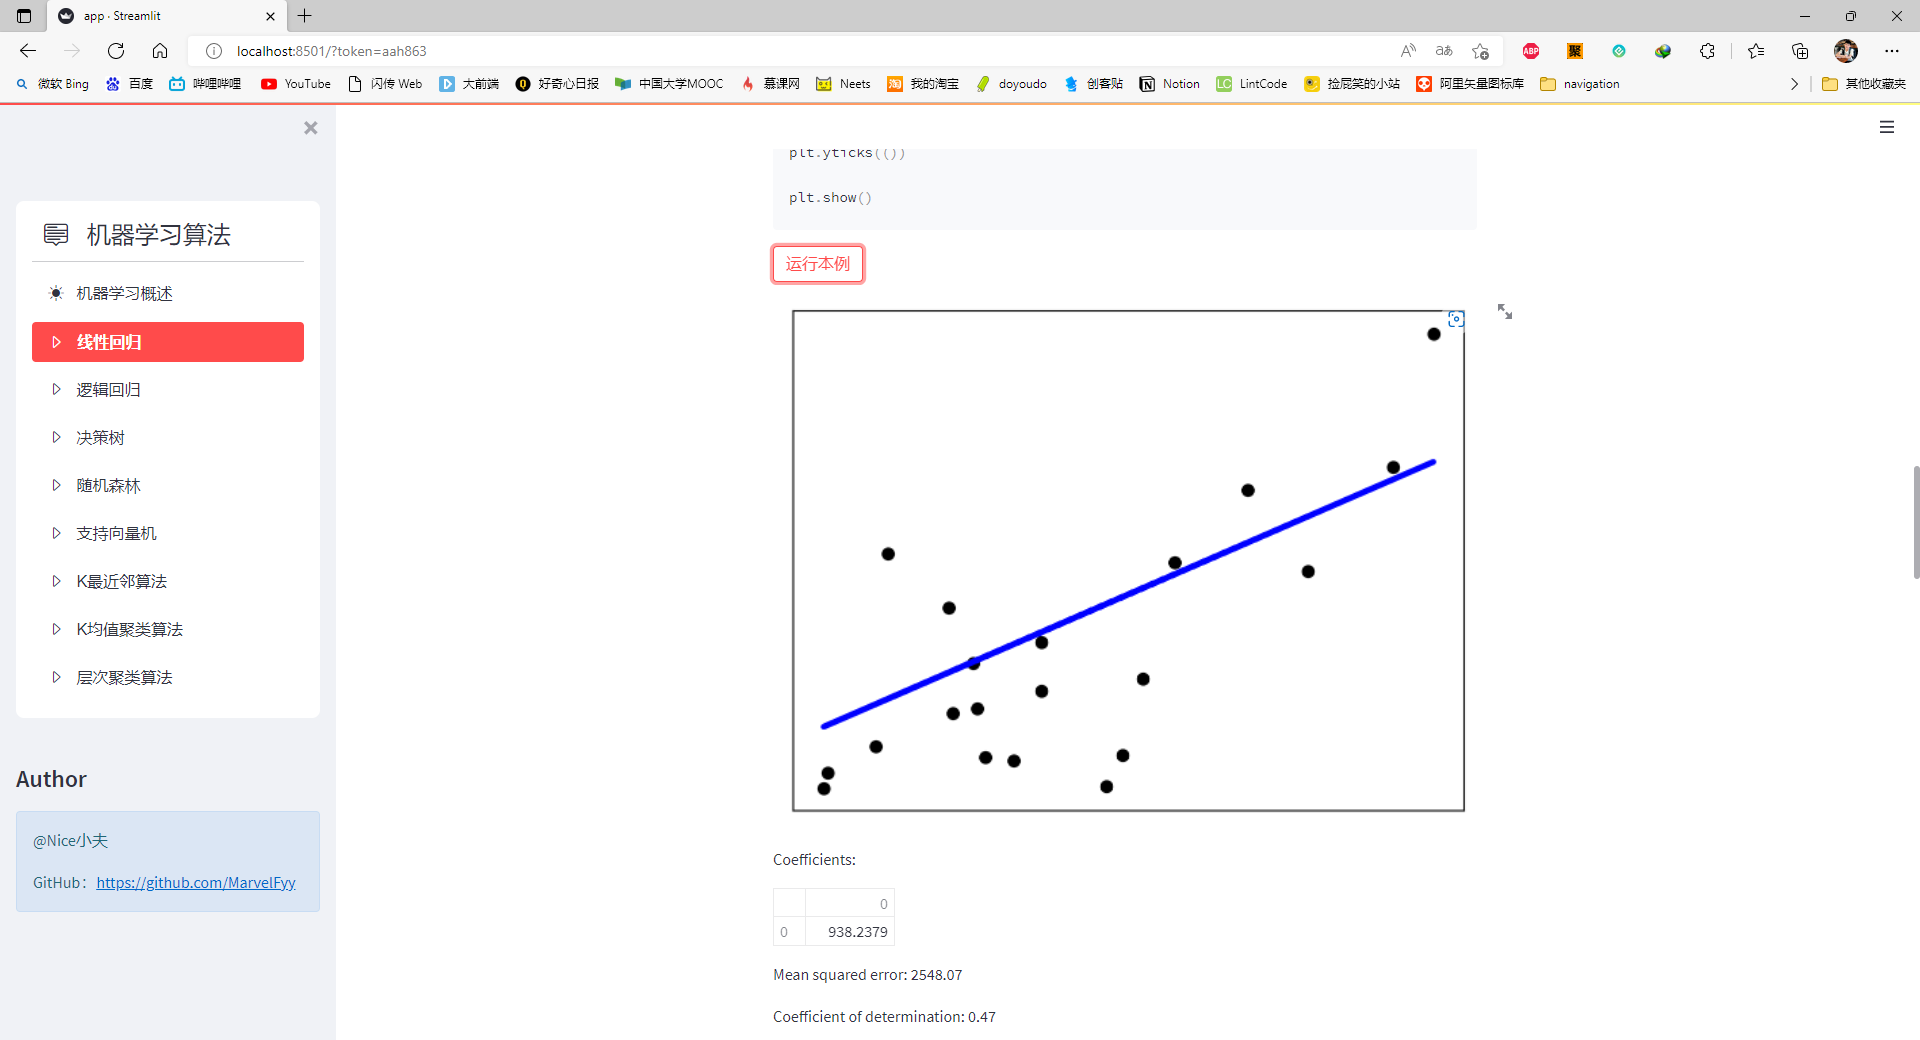 app · Streamlit
localhost:8501/?token=aah863
微软 Bing 百度 哔哩哔哩 YouTube 闪传 Web 大前端 好奇心日报 中国大学MOOC 慕课网 Neets 我的淘宝 doyoudo 创客贴 Notion LintCode 捡屁笑的小站 阿里矢量图标库 navigation 其他收藏夹
机器学习算法
机器学习概述
线性回归
逻辑回归
决策树
随机森林
支持向量机
K最近邻算法
K均值聚类算法
层次聚类算法
Author
@Nice小夫
GitHub：https://github.com/MarvelFyy
plt.yticks(())
plt.show()
运行本例
Coefficients:
0
0 938.2379
Mean squared error: 2548.07
Coefficient of determination: 0.47